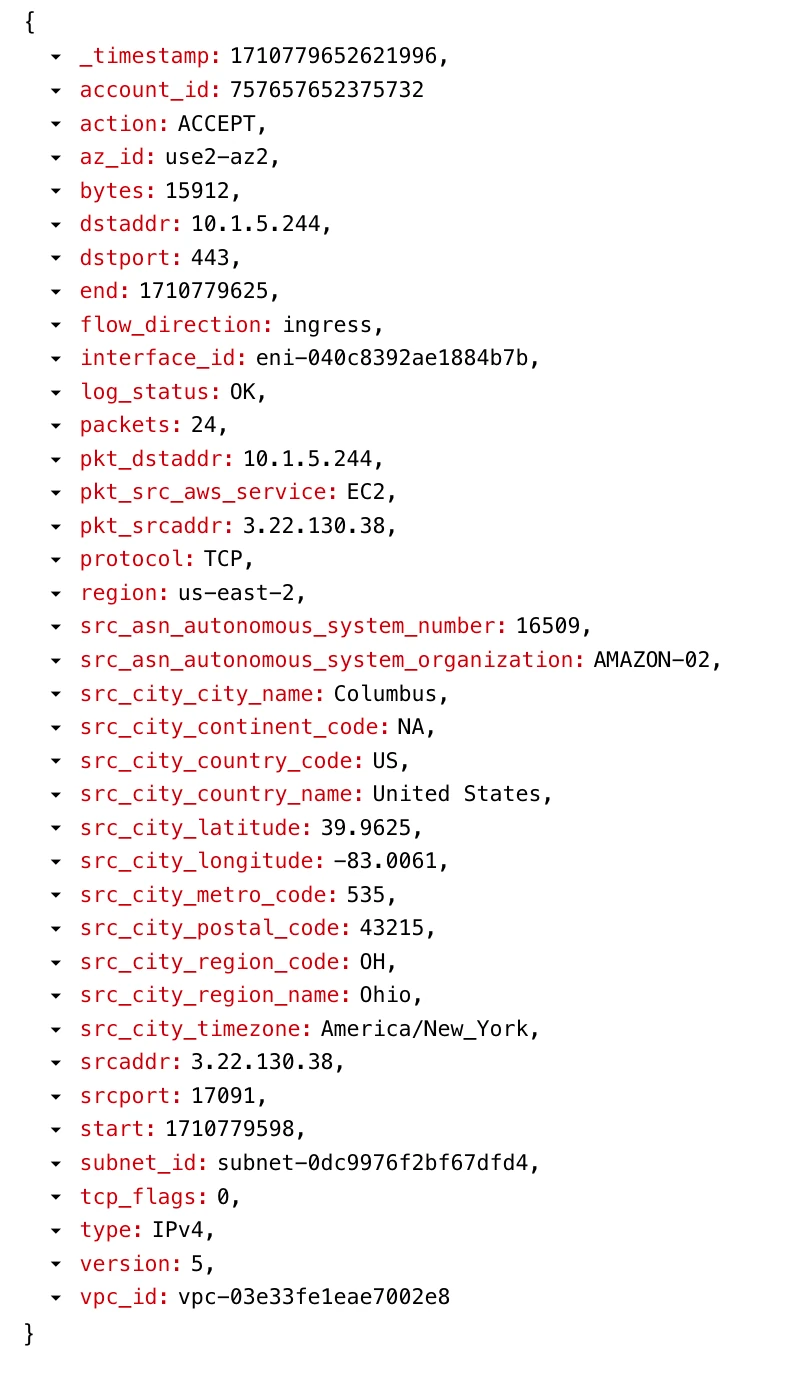 {
_timestamp: 1710779652621996,
account_id: 757657652375732
action: ACCEPT,
az_id: use2-az2,
bytes: 15912,
dstaddr: 10.1.5.244,
dstport: 443,
end: 1710779625,
flow_direction: ingress,
interface_id: eni-040c8392ae1884b7b,
log_status: OK,
packets: 24,
pkt_dstaddr: 10.1.5.244,
pkt_src_aws_service: EC2,
pkt_srcaddr: 3.22.130.38,
protocol: TCP,
region: us-east-2,
src_asn_autonomous_system_number: 16509,
src_asn_autonomous_system_organization: AMAZON-02,
src_city_city_name: Columbus,
src_city_continent_code: NA,
src_city_country_code: US,
src_city_country_name: United States,
src_city_latitude: 39.9625,
src_city_longitude: -83.0061,
src_city_metro_code: 535,
src_city_postal_code: 43215,
src_city_region_code: OH,
src_city_region_name: Ohio,
src_city_timezone: America/New_York,
srcaddr: 3.22.130.38,
srcport: 17091,
start: 1710779598,
subnet_id: subnet-0dc9976f2bf67dfd4,
tcp_flags: 0,
type: IPv4,
version: 5,
vpc_id: vpc-03e33fe1eae7002e8
}